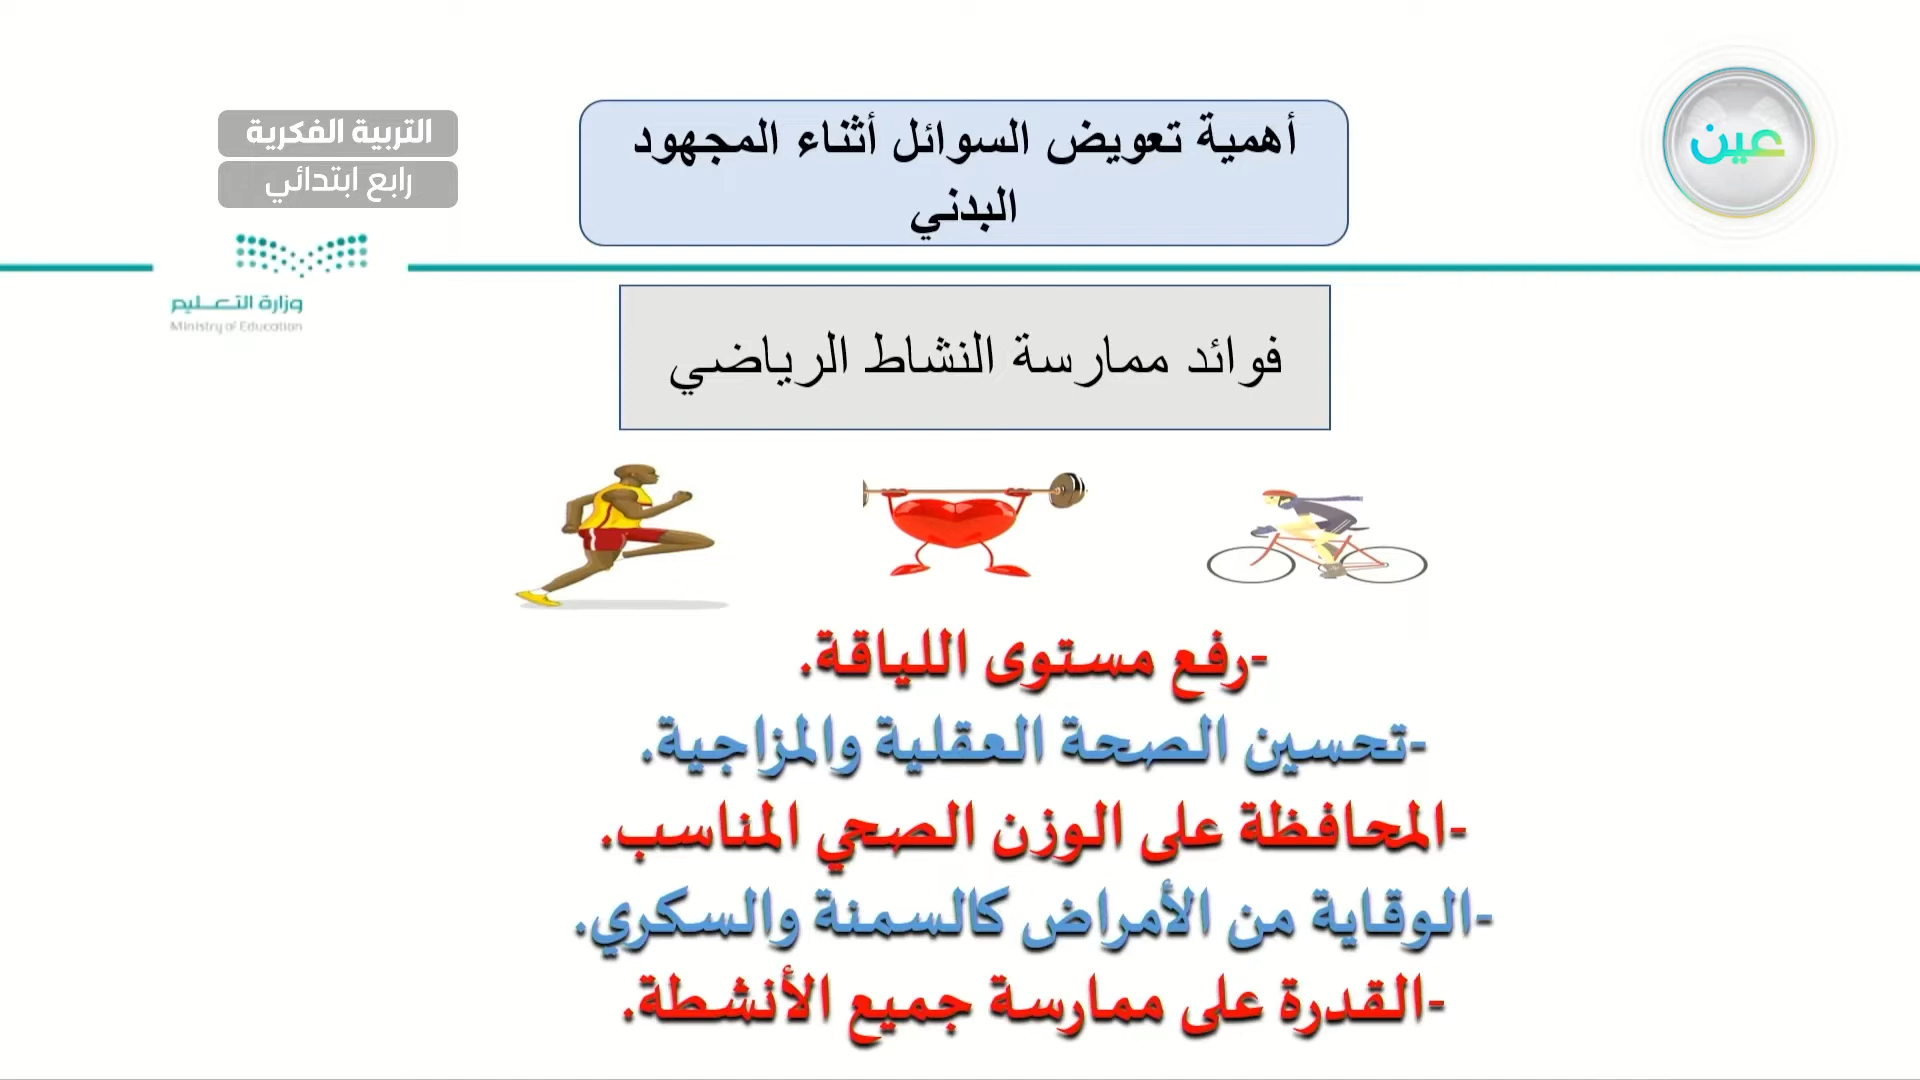 أهمية تعويض السوائل أثناء المجهود
البدني
عين
التربية الفكرية
رابع ابتدائي
وزارة التعليم
Ministry of Education
فوائد ممارسة النشاط الرياضي
-رفع مستوى اللياقة.
-تحسين الصحة العقلية والمزاجية.
-المحافظة على الوزن الصحي المناسب.
-الوقاية من الأمراض كالسمنة والسكري.
-القدرة على ممارسة جميع الأنشطة.